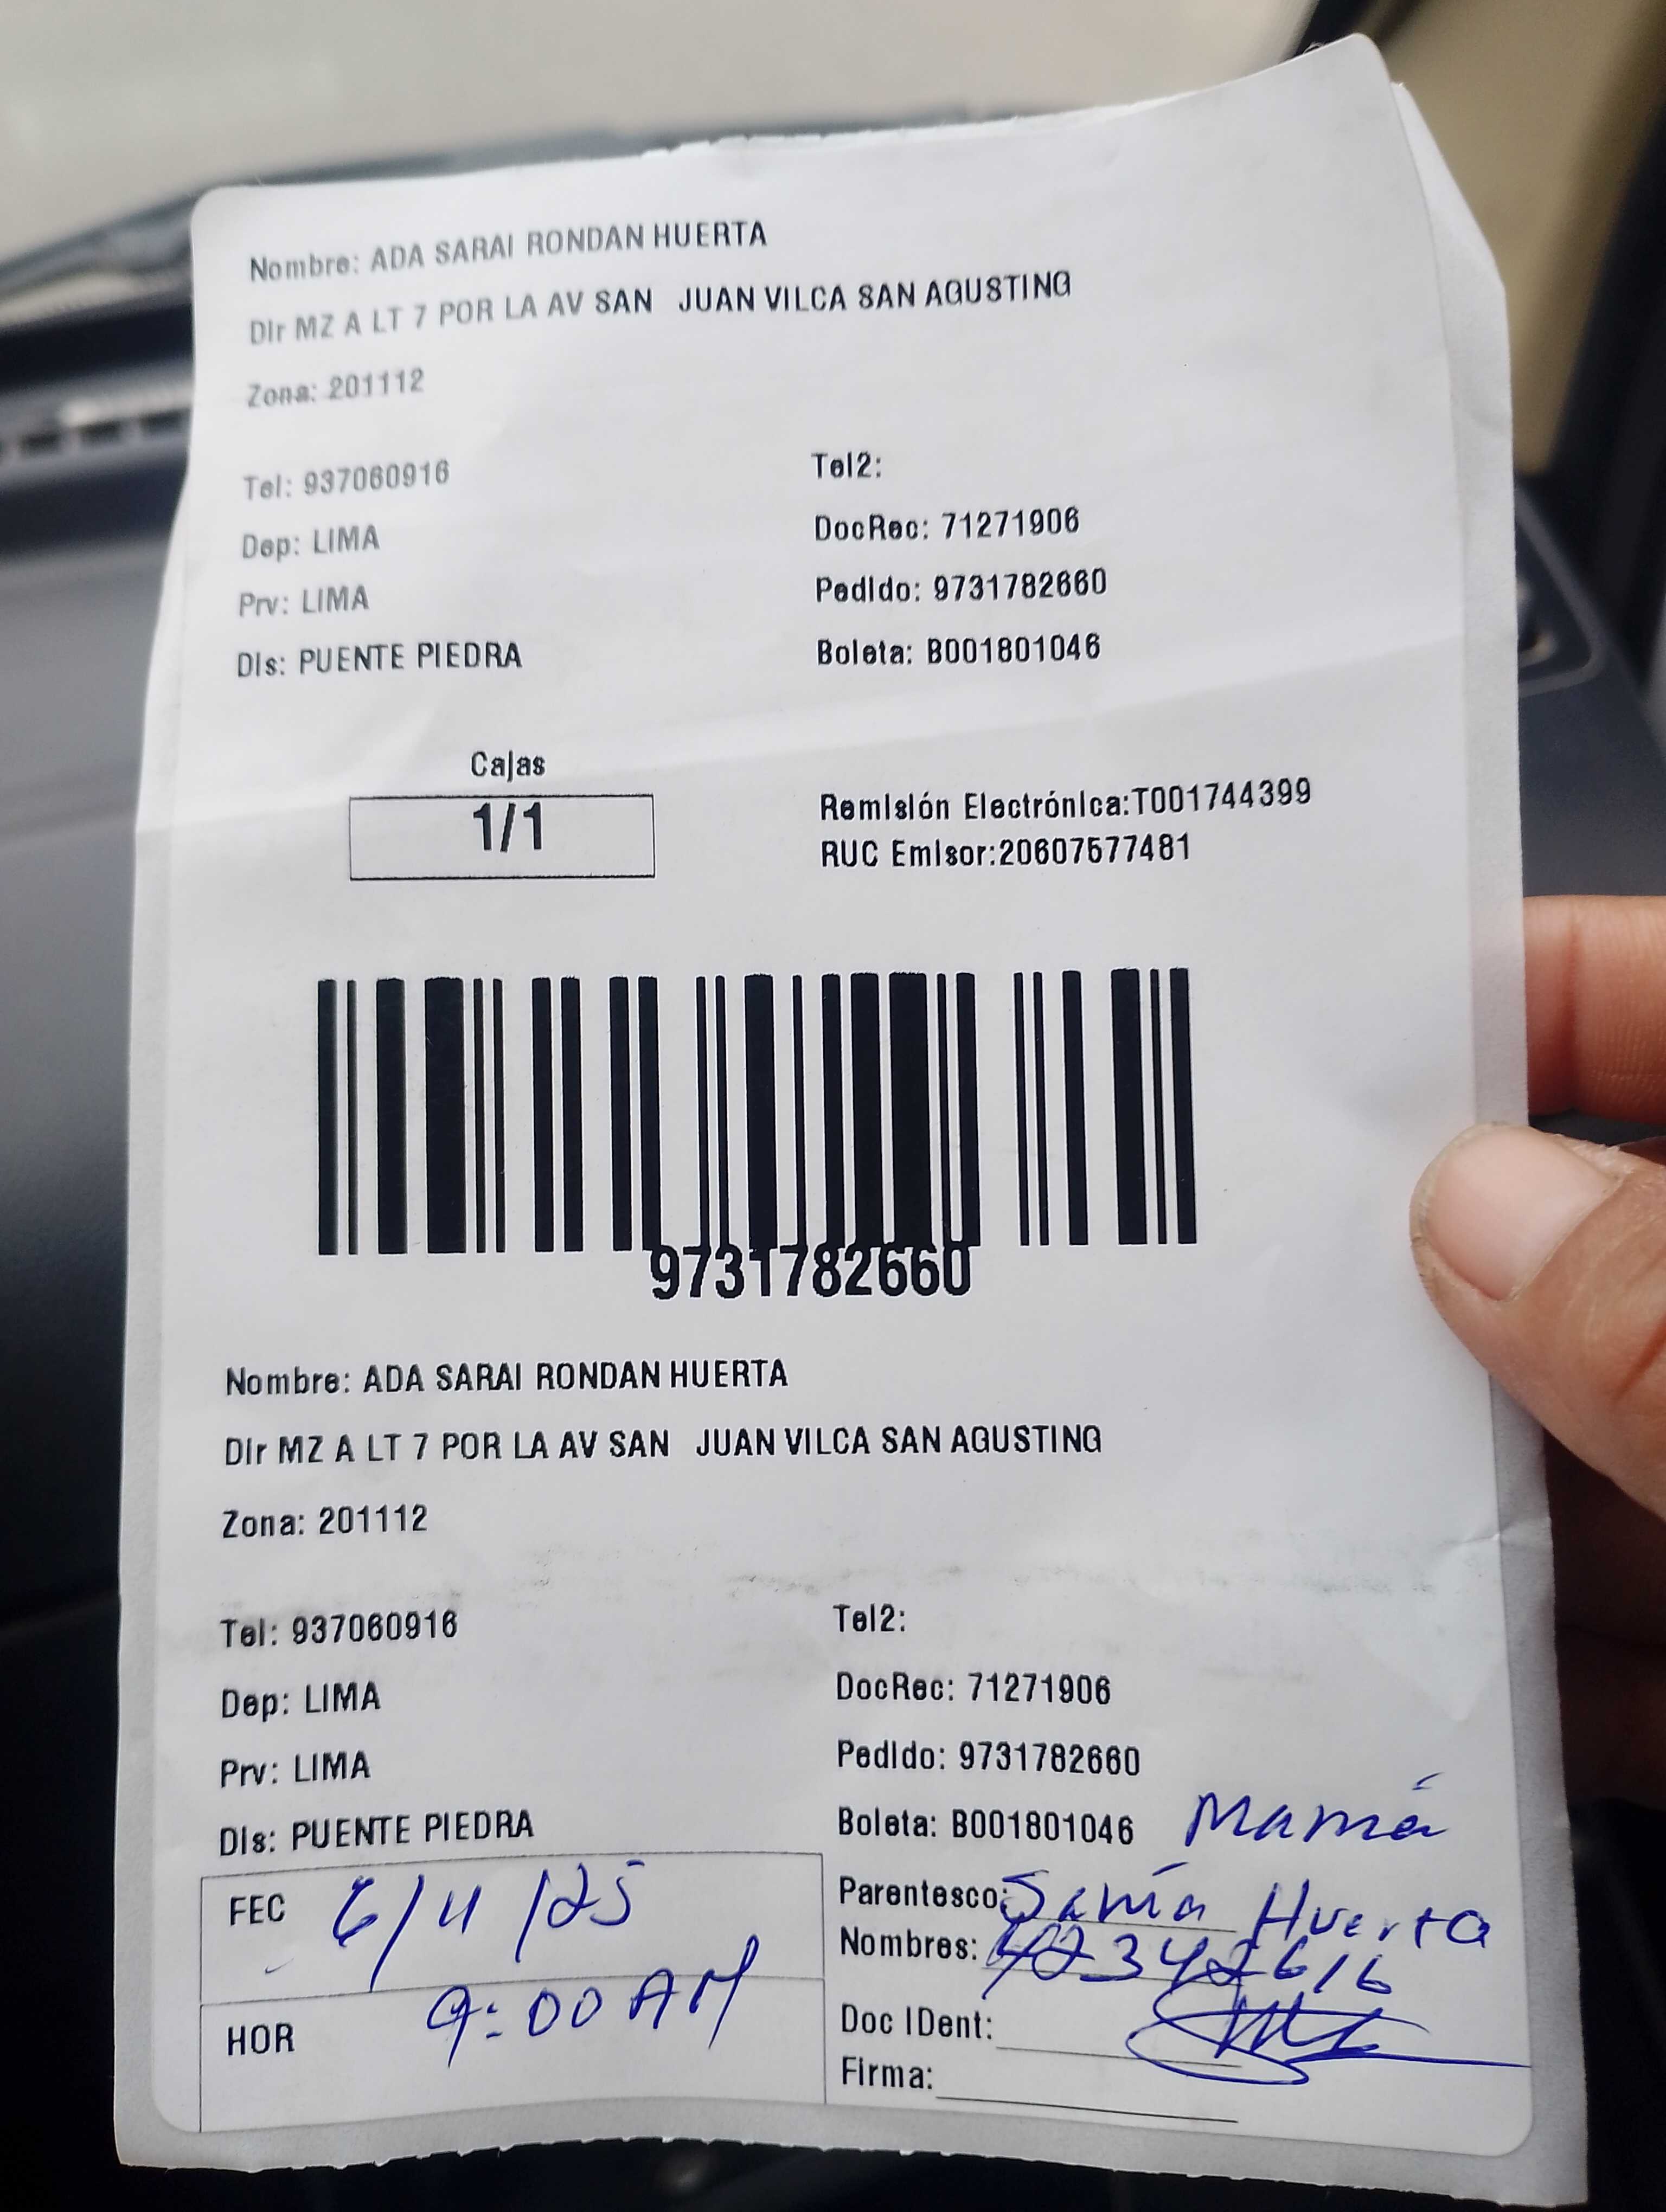 Nombre: ADA SARAI RONDAN HUERTA
Dir MZ A LT 7 POR LA AV SAN JUAN VILCA SAN AGUSTING
Zona: 201112
Tel: 937060916 Tel2:
Dep: LIMA DocRec: 71271906
Prv: LIMA Pedido: 9731782660
Dis: PUENTE PIEDRA Boleta: B001801046
Cajas
1/1
Remisión Electrónica:T001744399
RUC Emisor:20607577481
9731782660
Nombre: ADA SARAI RONDAN HUERTA
Dir MZ A LT 7 POR LA AV SAN JUAN VILCA SAN AGUSTING
Zona: 201112
Tel: 937060916 Tel2:
Dep: LIMA DocRec: 71271906
Prv: LIMA Pedido: 9731782660
Dis: PUENTE PIEDRA Boleta: B001801046 Mamá
FEC 6/11/25 Parentesco: Huerta
Nombres:
HOR 9:00 AM Doc IDent:
Firma: